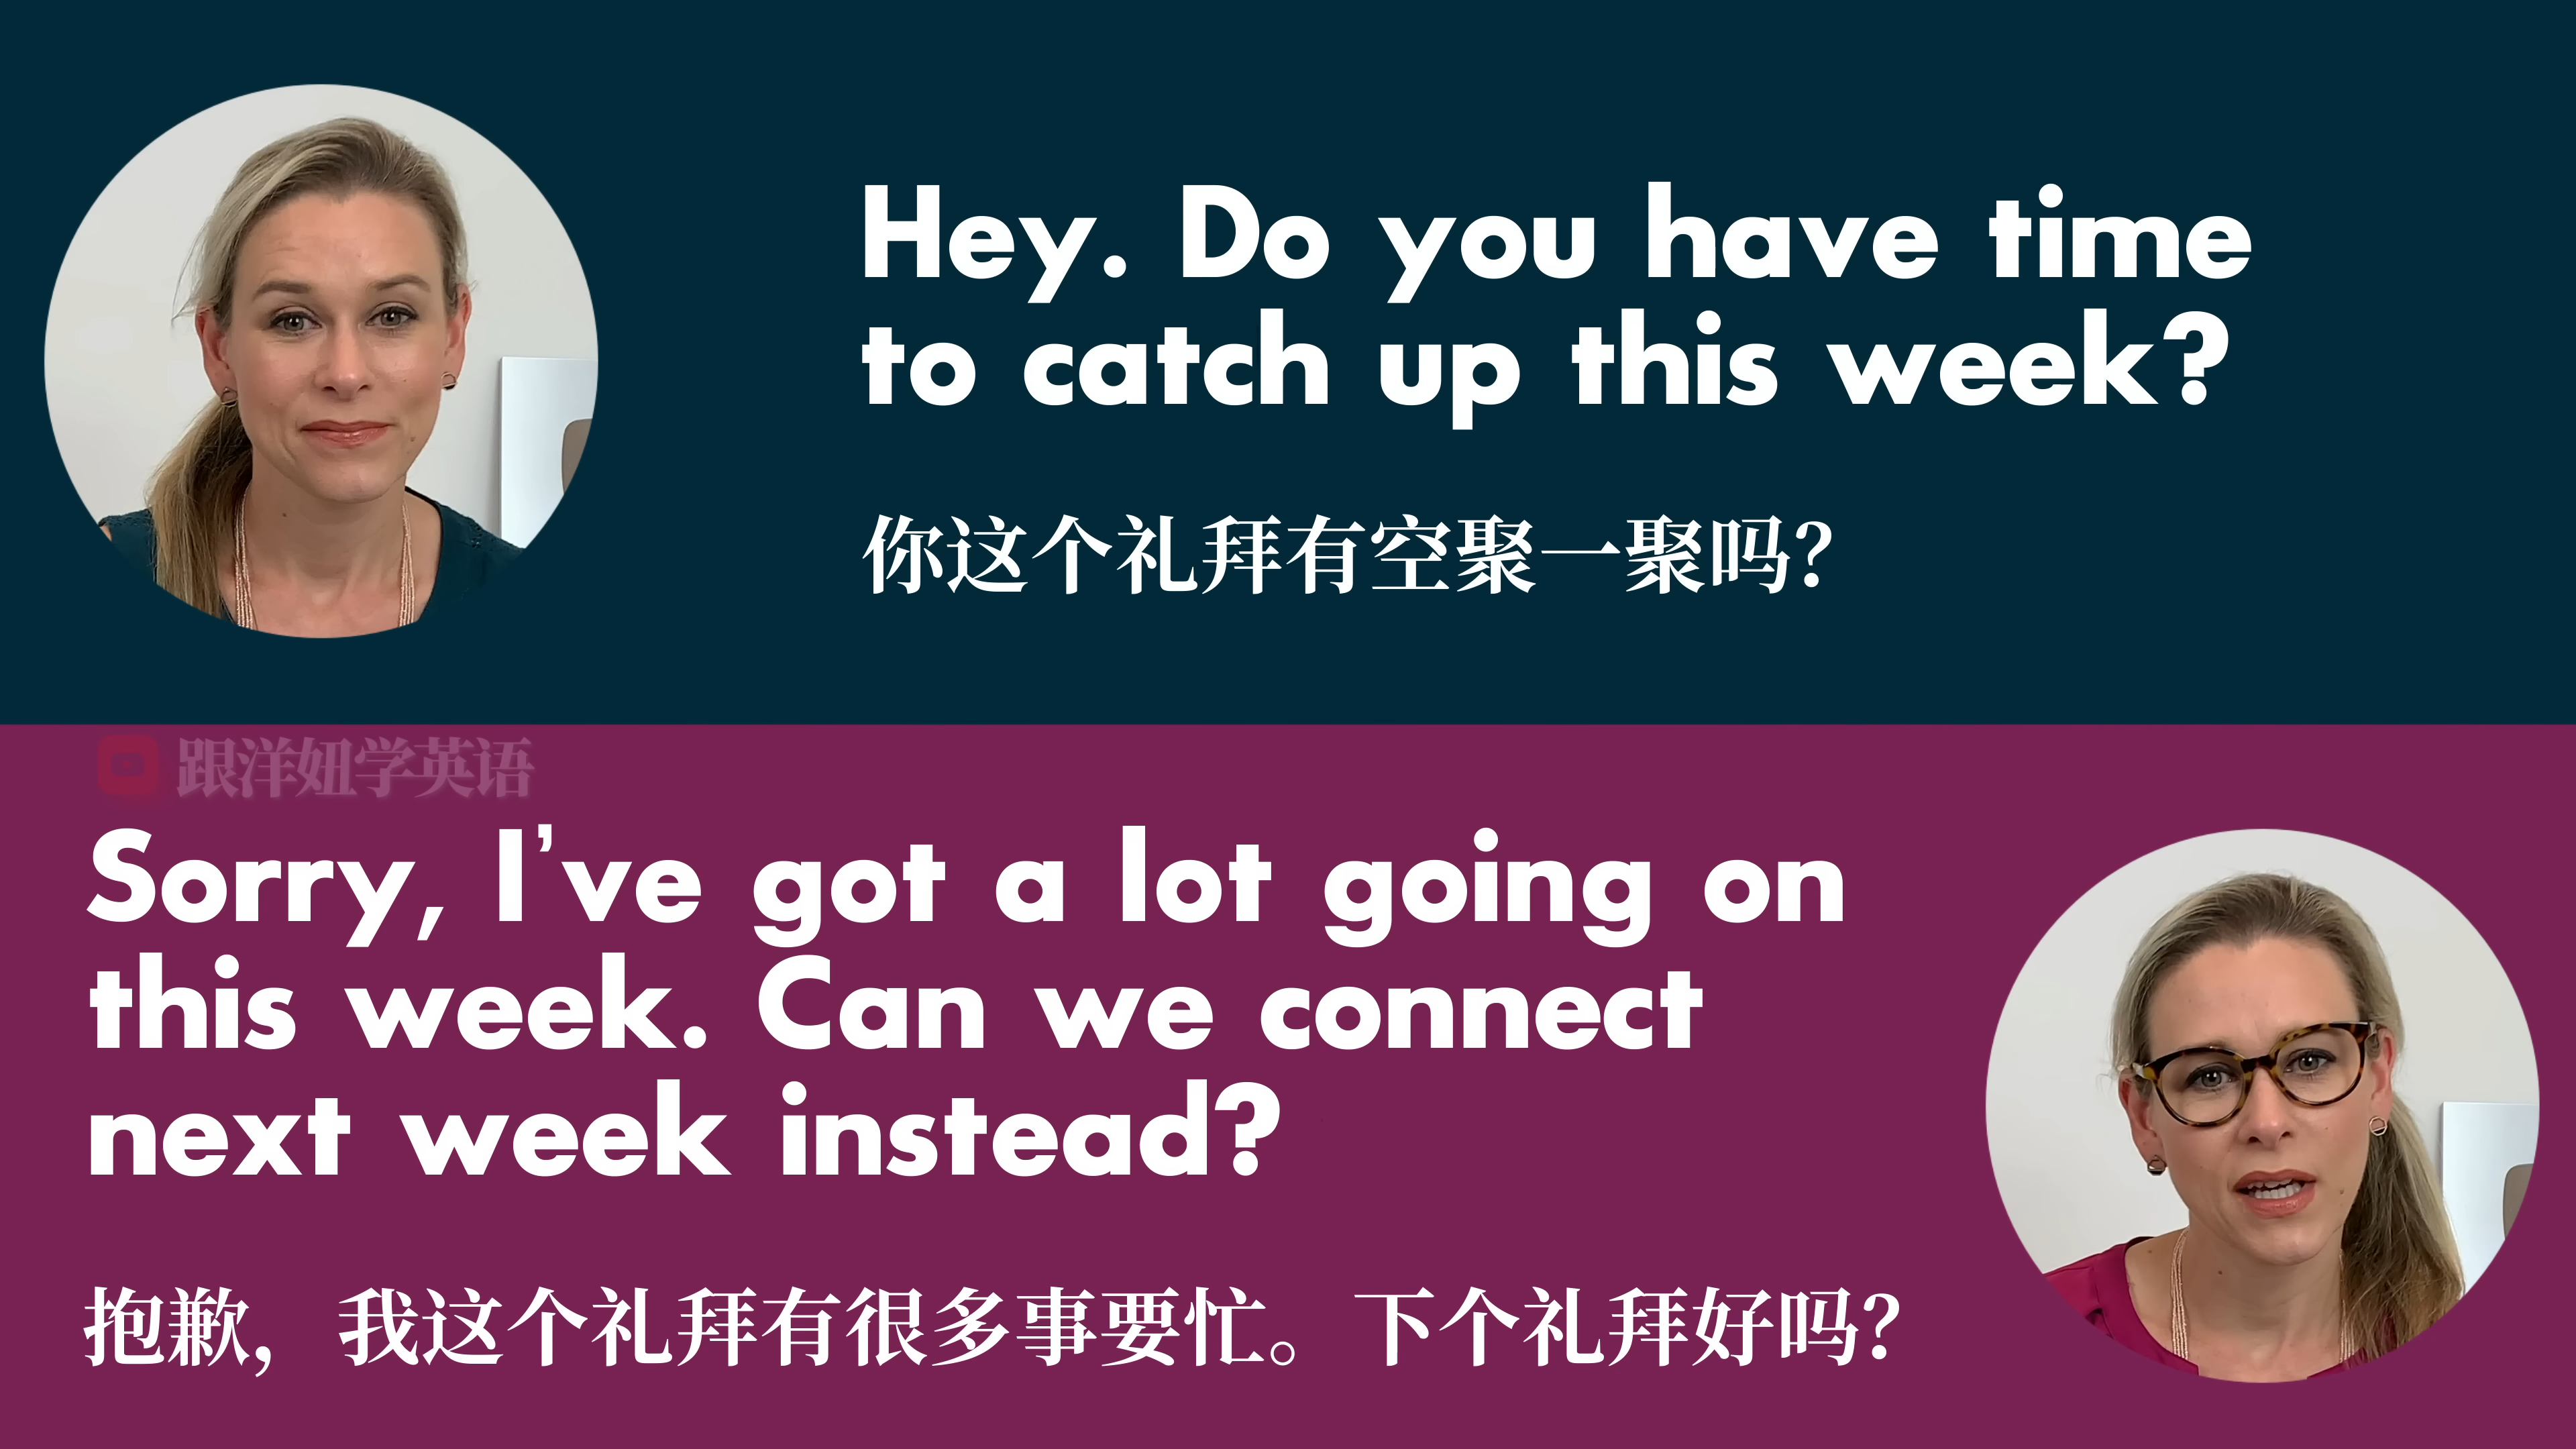 Hey. Do you have time
to catch up this week?
你这个礼拜有空聚一聚吗？
跟洋妞学英语
Sorry, I’ve got a lot going on
this week. Can we connect
next week instead?
抱歉，我这个礼拜有很多事要忙。下个礼拜好吗？